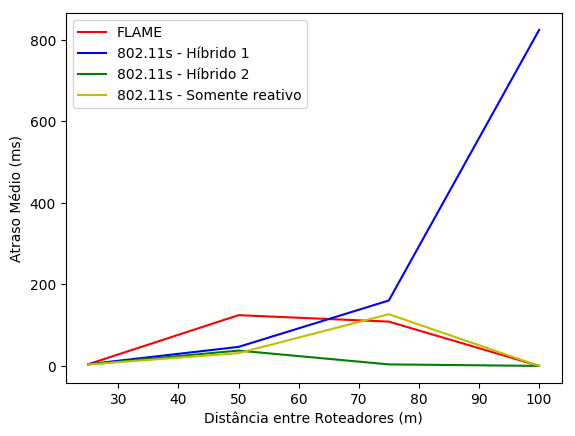 FLAME
802.11s - Híbrido 1
802.11s - Híbrido 2
802.11s - Somente reativo
Atraso Médio (ms)
800
600
400
200
0
30 40 50 60 70 80 90 100
Distância entre Roteadores (m)